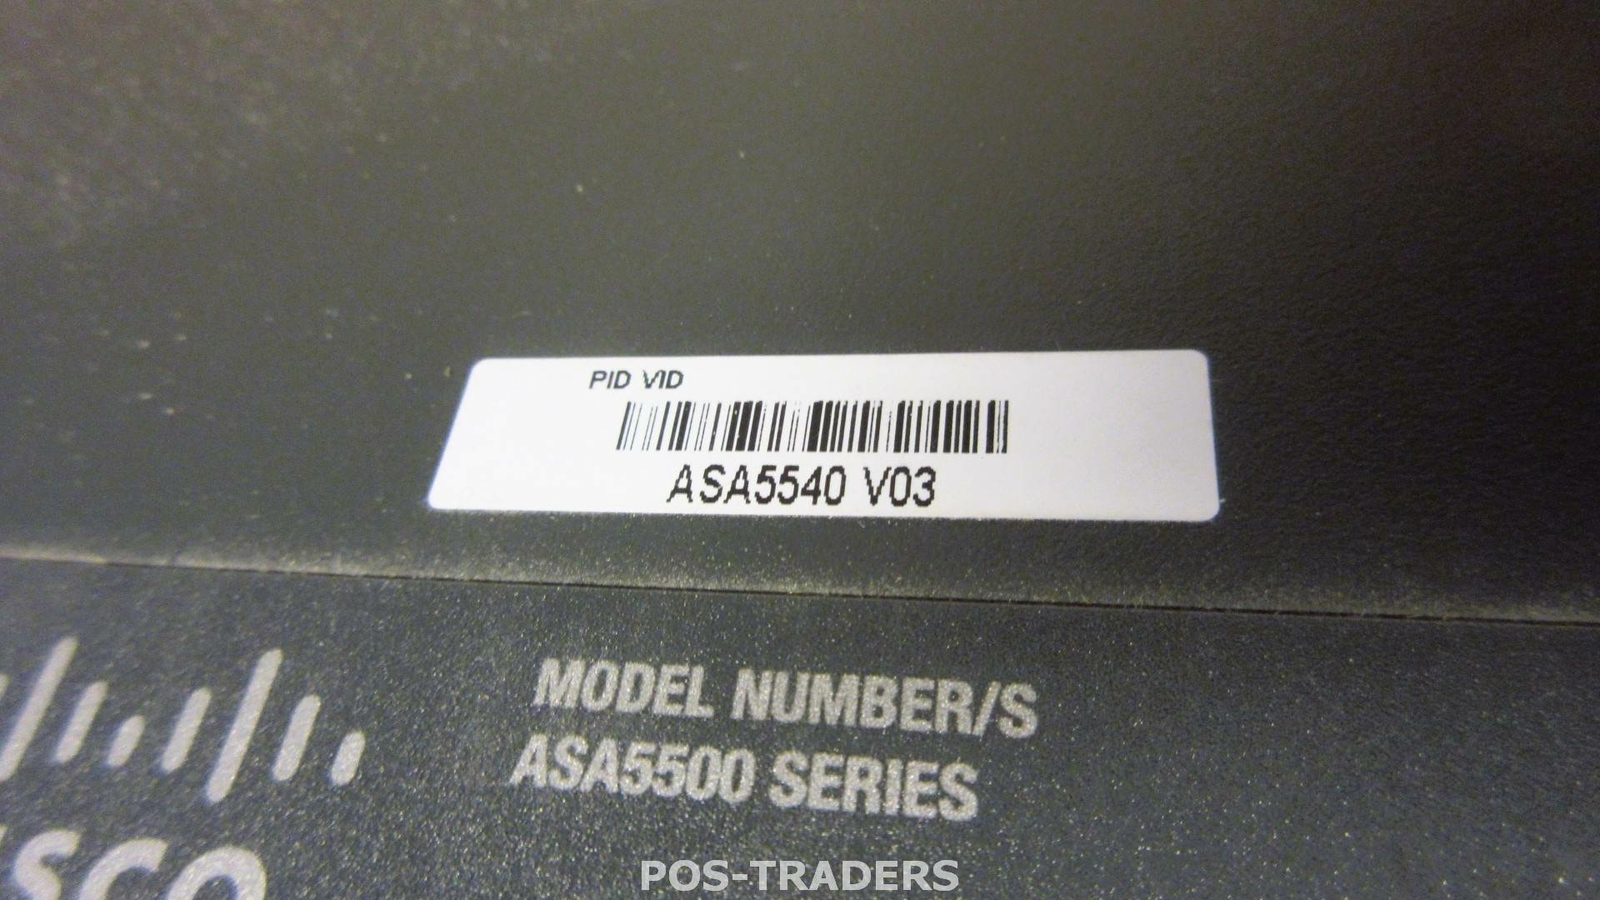 PID VID
ASA5540 V03
MODEL NUMBER/S
ASA5500 SERIES
POS-TRADERS